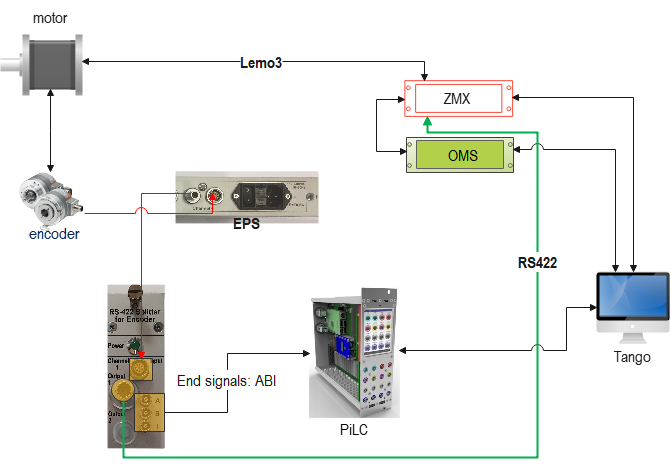 motor
Lemo3
ZMX
OMS
EPS
encoder
Channel
RS422
RS-422 Splitter
for Encoder
Power
Channel Input
1
Output
1
A
B
I
Output
2
End signals: ABI
PiLC
Tango